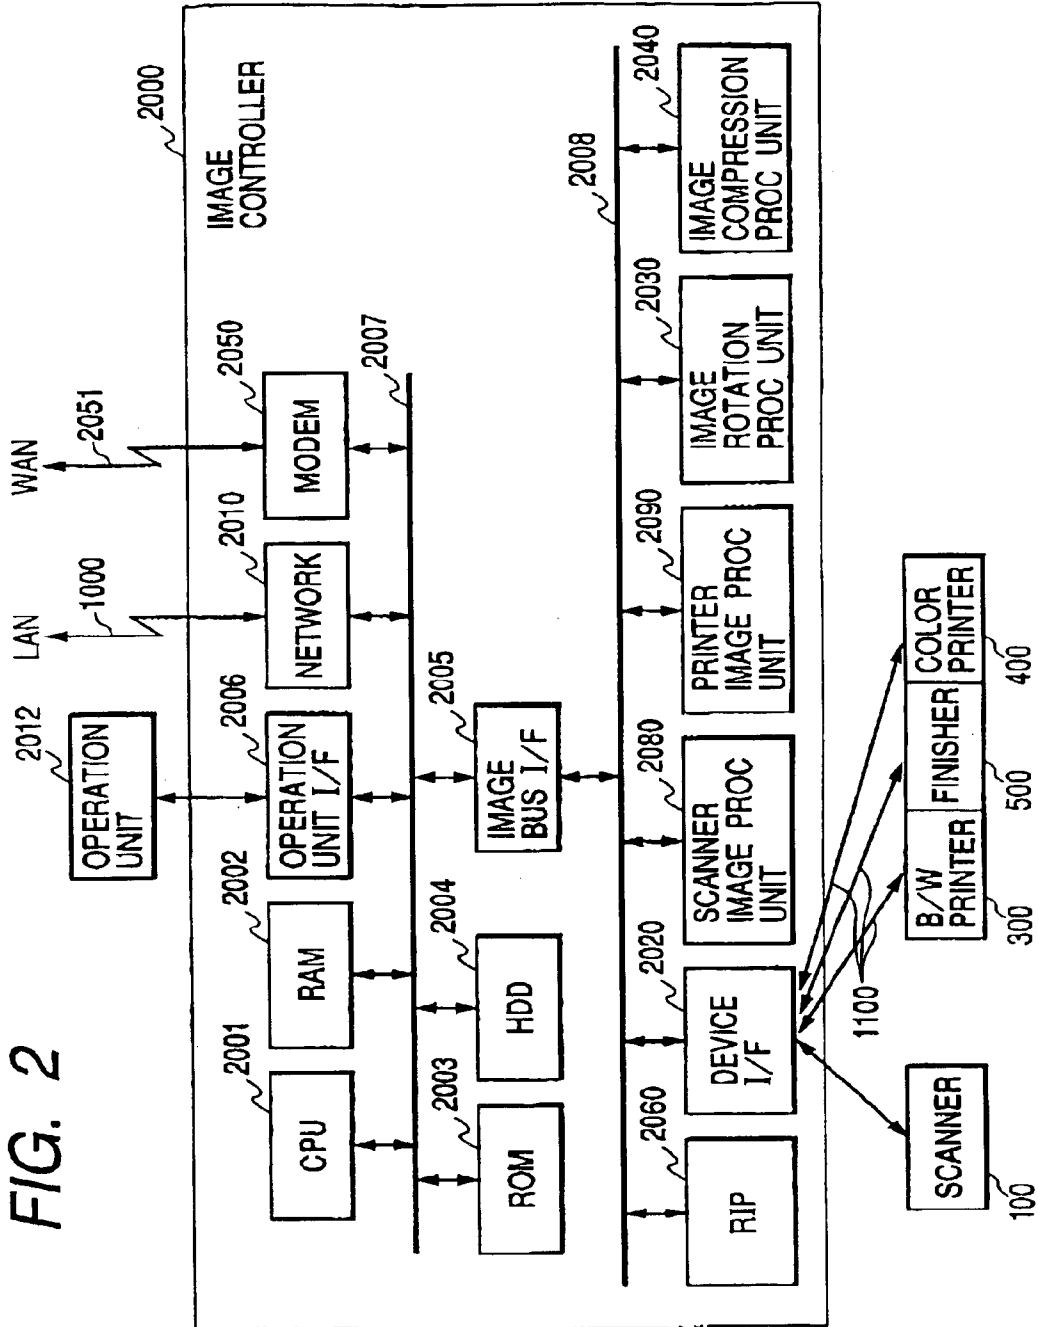 FIG. 2
WAN
2051
LAN
1000
2012
OPERATION
UNIT
2000
IMAGE
CONTROLLER
2001
CPU
2002
RAM
2006
OPERATION
UNIT I/F
2010
NETWORK
2050
MODEM
2007
2003
ROM
2004
HDD
2005
IMAGE
BUS I/F
2008
2060
RIP
2020
DEVICE
I/F
2080
SCANNER
IMAGE PROC
UNIT
2090
PRINTER
IMAGE PROC
UNIT
2030
IMAGE
ROTATION
PROC UNIT
2040
IMAGE
COMPRESSION
PROC UNIT
1100
SCANNER
100
B/W
PRINTER
300
FINISHER
500
COLOR
PRINTER
400